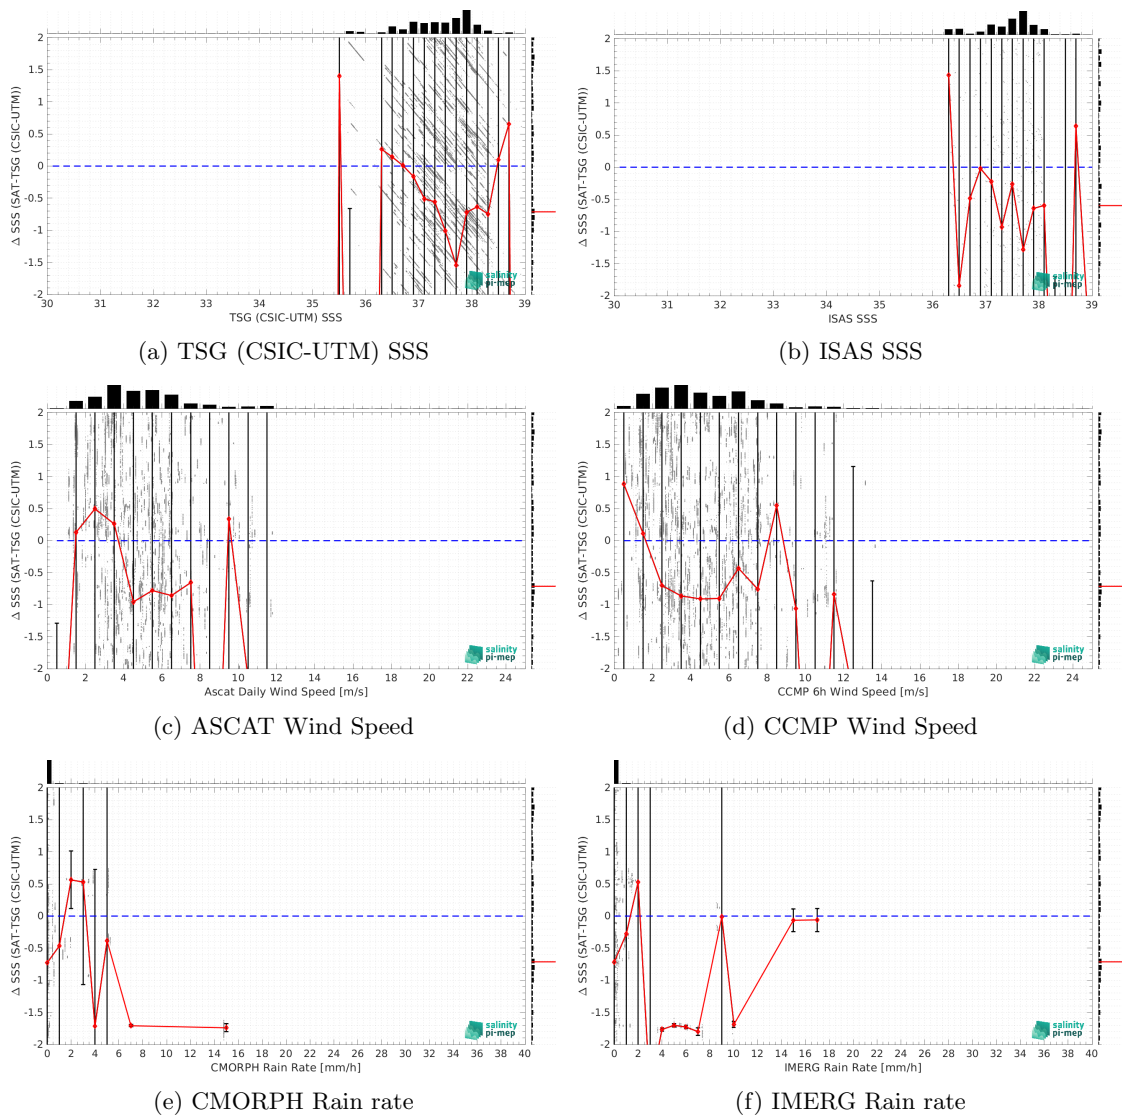 2
1.5
1
0.5
0
-0.5
-1
-1.5
-2
Δ SSS (SAT-TSG (CSIC-UTM))
30 31 32 33 34 35 36 37 38 39
TSG (CSIC-UTM) SSS
salinity
pi-mep
(a) TSG (CSIC-UTM) SSS
2
1.5
1
0.5
0
-0.5
-1
-1.5
-2
Δ SSS (SAT-TSG (CSIC-UTM))
30 31 32 33 34 35 36 37 38 39
ISAS SSS
salinity
pi-mep
(b) ISAS SSS
2
1.5
1
0.5
0
-0.5
-1
-1.5
-2
Δ SSS (SAT-TSG (CSIC-UTM))
0 2 4 6 8 10 12 14 16 18 20 22 24
Ascat Daily Wind Speed [m/s]
salinity
pi-mep
(c) ASCAT Wind Speed
2
1.5
1
0.5
0
-0.5
-1
-1.5
-2
Δ SSS (SAT-TSG (CSIC-UTM))
0 2 4 6 8 10 12 14 16 18 20 22 24
CCMP 6h Wind Speed [m/s]
salinity
pi-mep
(d) CCMP Wind Speed
2
1.5
1
0.5
0
-0.5
-1
-1.5
-2
Δ SSS (SAT-TSG (CSIC-UTM))
0 2 4 6 8 10 12 14 16 18 20 22 24 26 28 30 32 34 36 38 40
CMORPH Rain Rate [mm/h]
salinity
pi-mep
(e) CMORPH Rain rate
2
1.5
1
0.5
0
-0.5
-1
-1.5
-2
Δ SSS (SAT-TSG (CSIC-UTM))
0 2 4 6 8 10 12 14 16 18 20 22 24 26 28 30 32 34 36 38 40
IMERG Rain Rate [mm/h]
salinity
pi-mep
(f) IMERG Rain rate